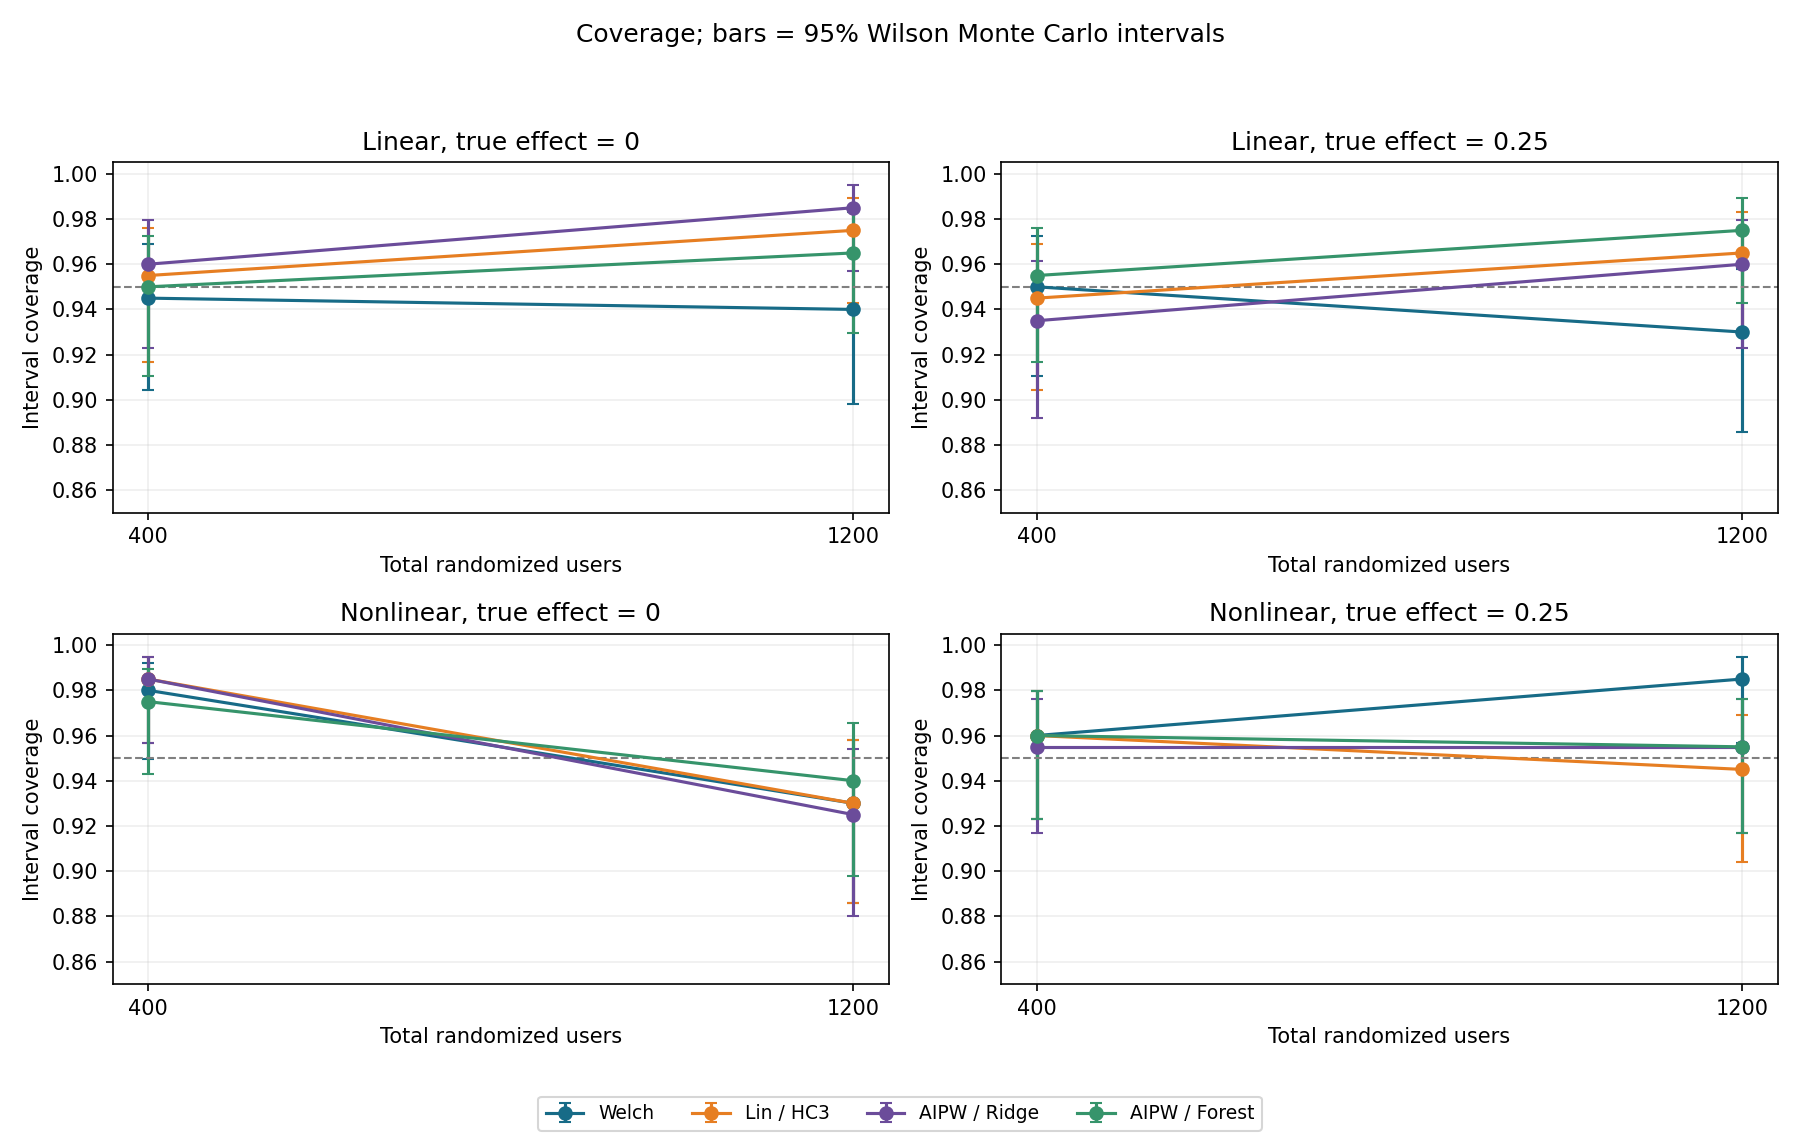 Coverage; bars = 95% Wilson Monte Carlo intervals
Linear, true effect = 0
1.00
0.98
0.96
0.94
0.92
0.90
0.88
0.86
Interval coverage
400
1200
Total randomized users
Linear, true effect = 0.25
1.00
0.98
0.96
0.94
0.92
0.90
0.88
0.86
Interval coverage
400
1200
Total randomized users
Nonlinear, true effect = 0
1.00
0.98
0.96
0.94
0.92
0.90
0.88
0.86
Interval coverage
400
1200
Total randomized users
Nonlinear, true effect = 0.25
1.00
0.98
0.96
0.94
0.92
0.90
0.88
0.86
Interval coverage
400
1200
Total randomized users
Welch
Lin / HC3
AIPW / Ridge
AIPW / Forest